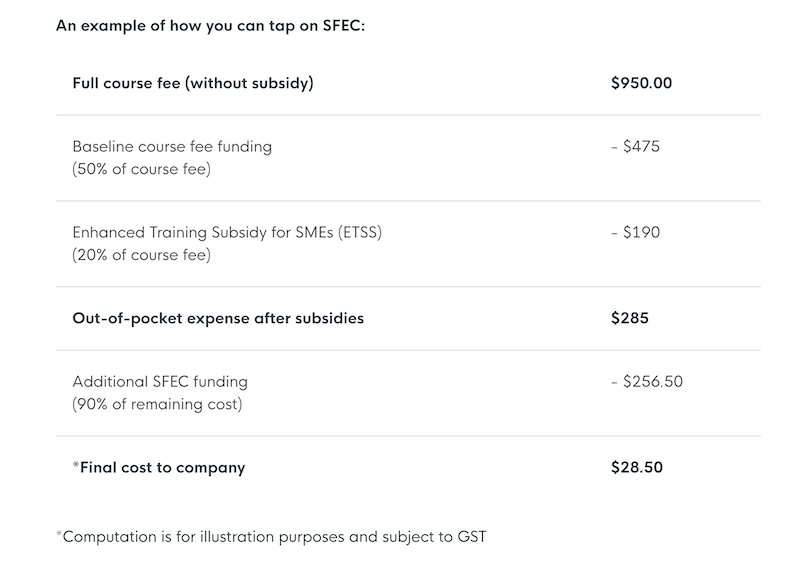 An example of how you can tap on SFEC:
Full course fee (without subsidy) $950.00
Baseline course fee funding - $475
(50% of course fee)
Enhanced Training Subsidy for SMEs (ETSS) - $190
(20% of course fee)
Out-of-pocket expense after subsidies $285
Additional SFEC funding - $256.50
(90% of remaining cost)
*Final cost to company $28.50
*Computation is for illustration purposes and subject to GST